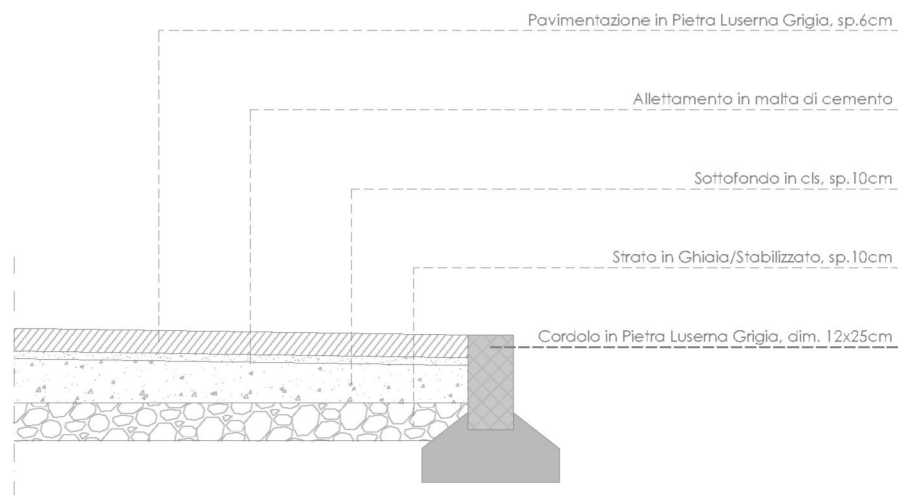 Pavimentazione in Pietra Luserna Grigia, sp.6cm
Allettamento in malta di cemento
Sottofondo in cls, sp.10cm
Strato in Ghiaia/Stabilizzato, sp.10cm
Cordolo in Pietra Luserna Grigia, dim. 12x25cm